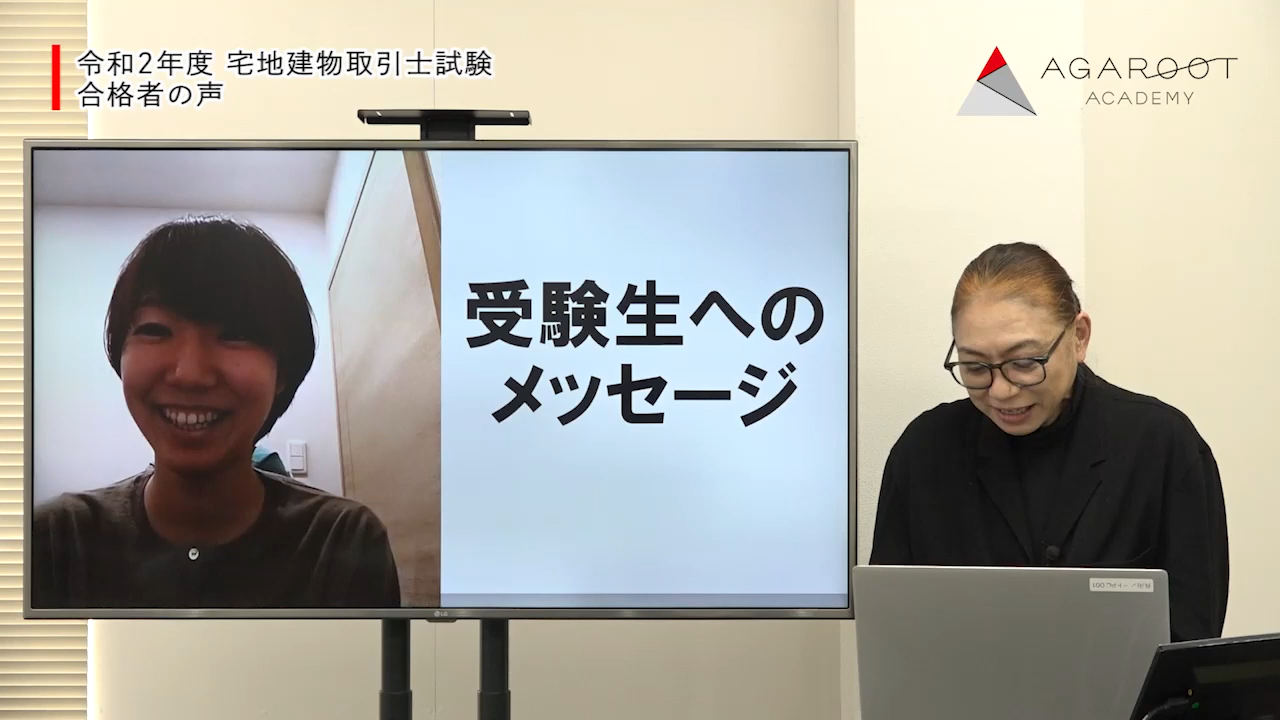 令和2年度 宅地建物取引士試験
合格者の声
AGAROOT
ACADEMY
受験生への
メッセージ
LG